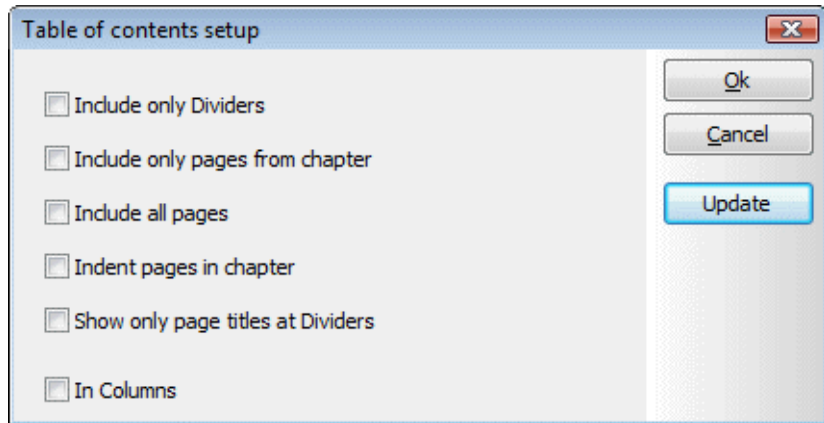 Table of contents setup
Include only Dividers
Include only pages from chapter
Include all pages
Indent pages in chapter
Show only page titles at Dividers
In Columns
Ok
Cancel
Update